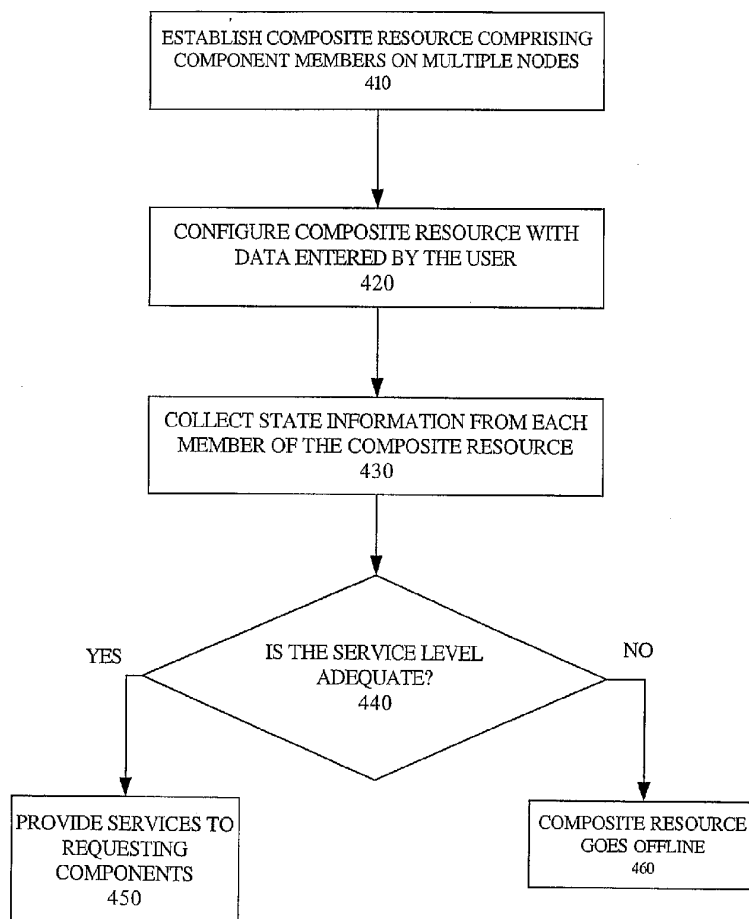 ESTABLISH COMPOSITE RESOURCE COMPRISING
COMPONENT MEMBERS ON MULTIPLE NODES
410
CONFIGURE COMPOSITE RESOURCE WITH
DATA ENTERED BY THE USER
420
COLLECT STATE INFORMATION FROM EACH
MEMBER OF THE COMPOSITE RESOURCE
430
YES
IS THE SERVICE LEVEL
ADEQUATE?
440
NO
PROVIDE SERVICES TO
REQUESTING
COMPONENTS
450
COMPOSITE RESOURCE
GOES OFFLINE
460